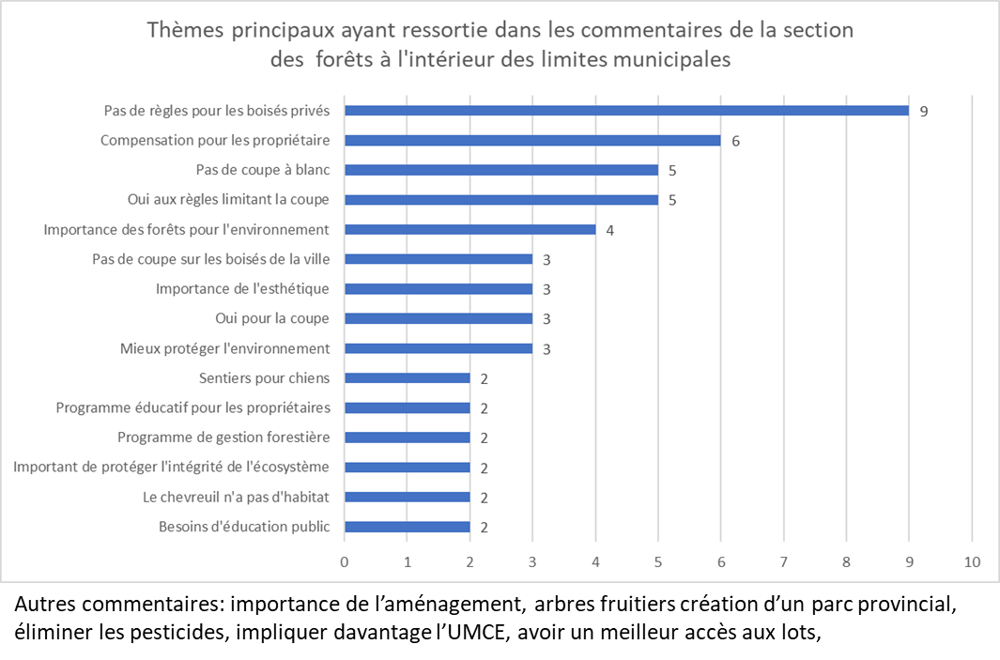 Thèmes principaux ayant ressortie dans les commentaires de la section
des forêts à l'intérieur des limites municipales
Pas de règles pour les boisés privés 9
Compensation pour les propriétaire 6
Pas de coupe à blanc 5
Oui aux règles limitant la coupe 5
Importance des forêts pour l'environnement 4
Pas de coupe sur les boisés de la ville 3
Importance de l'esthétique 3
Oui pour la coupe 3
Mieux protéger l'environnement 3
Sentiers pour chiens 2
Programme éducatif pour les propriétaires 2
Programme de gestion forestière 2
Important de protéger l'intégrité de l'écosystème 2
Le chevreuil n'a pas d'habitat 2
Besoins d'éducation public 2
0 1 2 3 4 5 6 7 8 9 10
Autres commentaires: importance de l’aménagement, arbres fruitiers création d’un parc provincial,
éliminer les pesticides, impliquer davantage l’UMCE, avoir un meilleur accès aux lots,